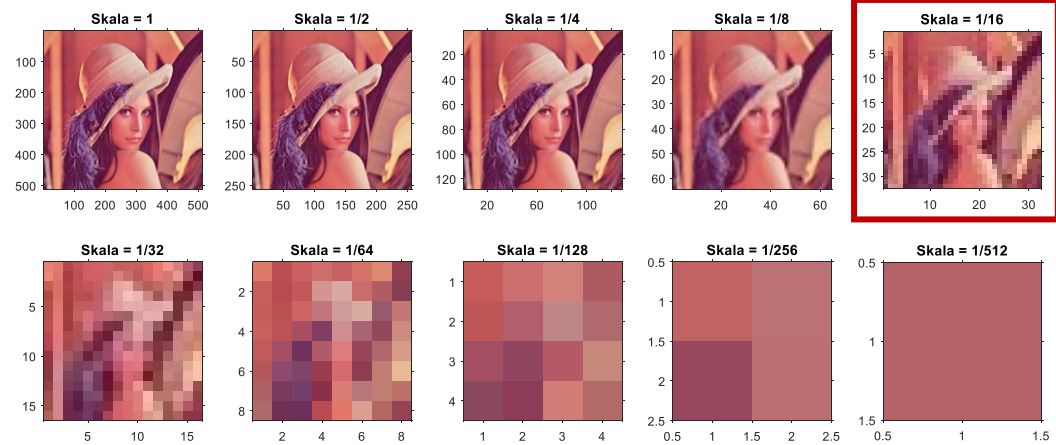 Skala = 1
100
200
300
400
500
100 200 300 400 500
Skala = 1/2
50
100
150
200
250
50 100 150 200 250
Skala = 1/4
20
40
60
80
100
120
20 60 100
Skala = 1/8
10
20
30
40
50
60
20 40 60
Skala = 1/16
5
10
15
20
25
30
10 20 30
Skala = 1/32
5
10
15
5 10 15
Skala = 1/64
2
4
6
8
2 4 6 8
Skala = 1/128
1
2
3
4
1 2 3 4
Skala = 1/256
0.5
1
1.5
2
2.5
0.5 1 1.5 2 2.5
Skala = 1/512
0.5
1
1.5
0.5 1 1.5